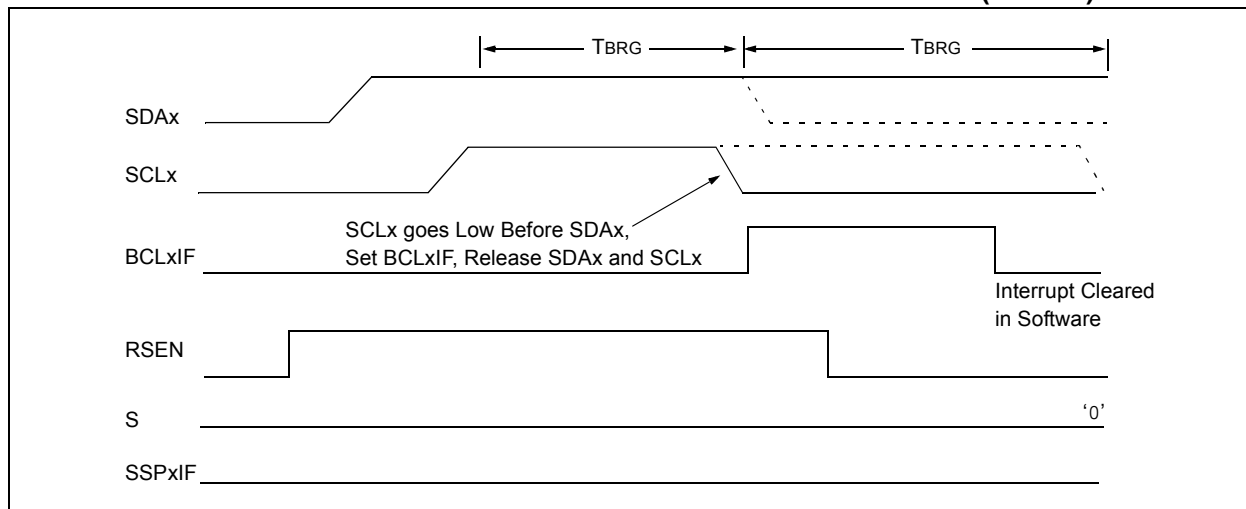 TBRG
TBRG
SDAx
SCLx
SCLx goes Low Before SDAx,
Set BCLxIF, Release SDAx and SCLx
BCLxIF
Interrupt Cleared
in Software
RSEN
S
‘0’
SSPxIF